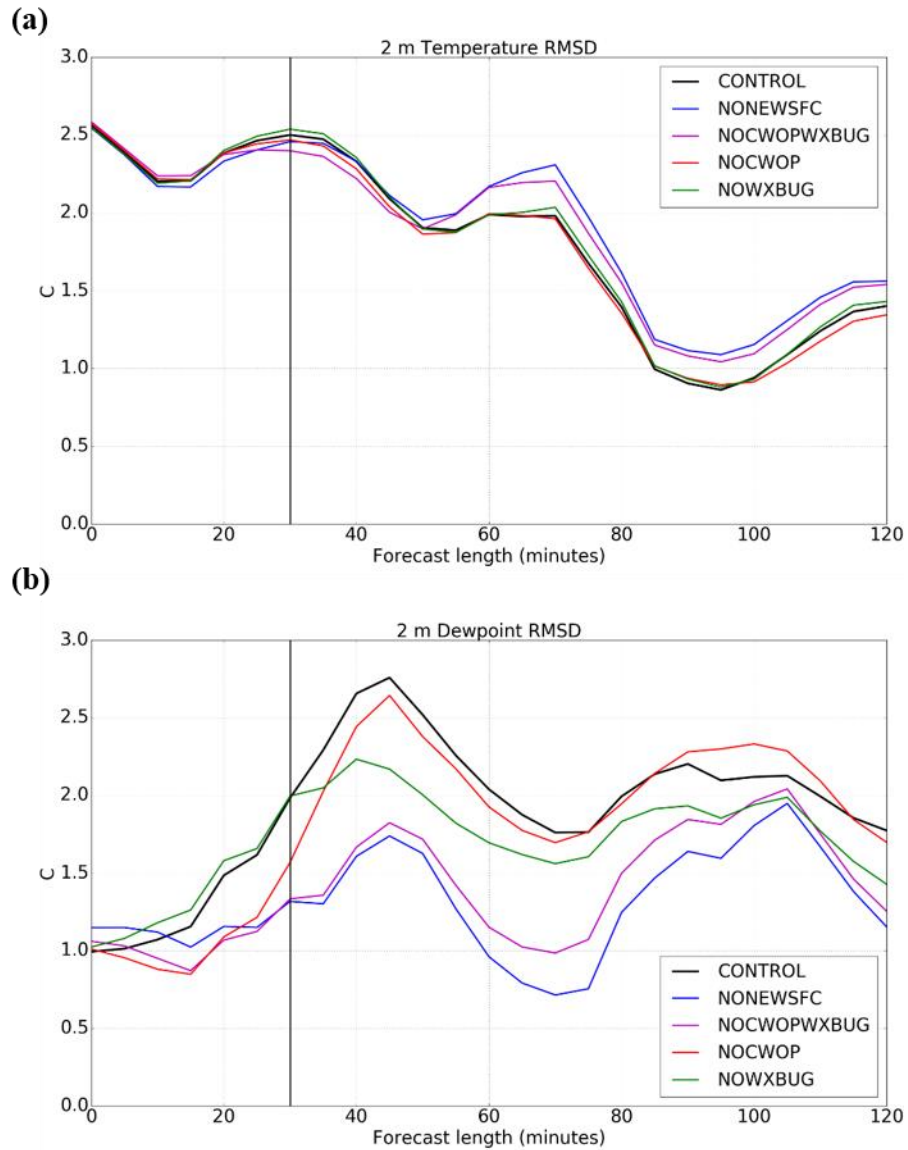 (a)
2 m Temperature RMSD
3.0
2.5
2.0
1.5
1.0
0.5
0.0
C
CONTROL
NONEWSFC
NOCWOPWXBUG
NOCWOP
NOWXBUG
0 20 40 60 80 100 120
Forecast length (minutes)
(b)
2 m Dewpoint RMSD
3.0
2.5
2.0
1.5
1.0
0.5
0.0
C
CONTROL
NONEWSFC
NOCWOPWXBUG
NOCWOP
NOWXBUG
0 20 40 60 80 100 120
Forecast length (minutes)